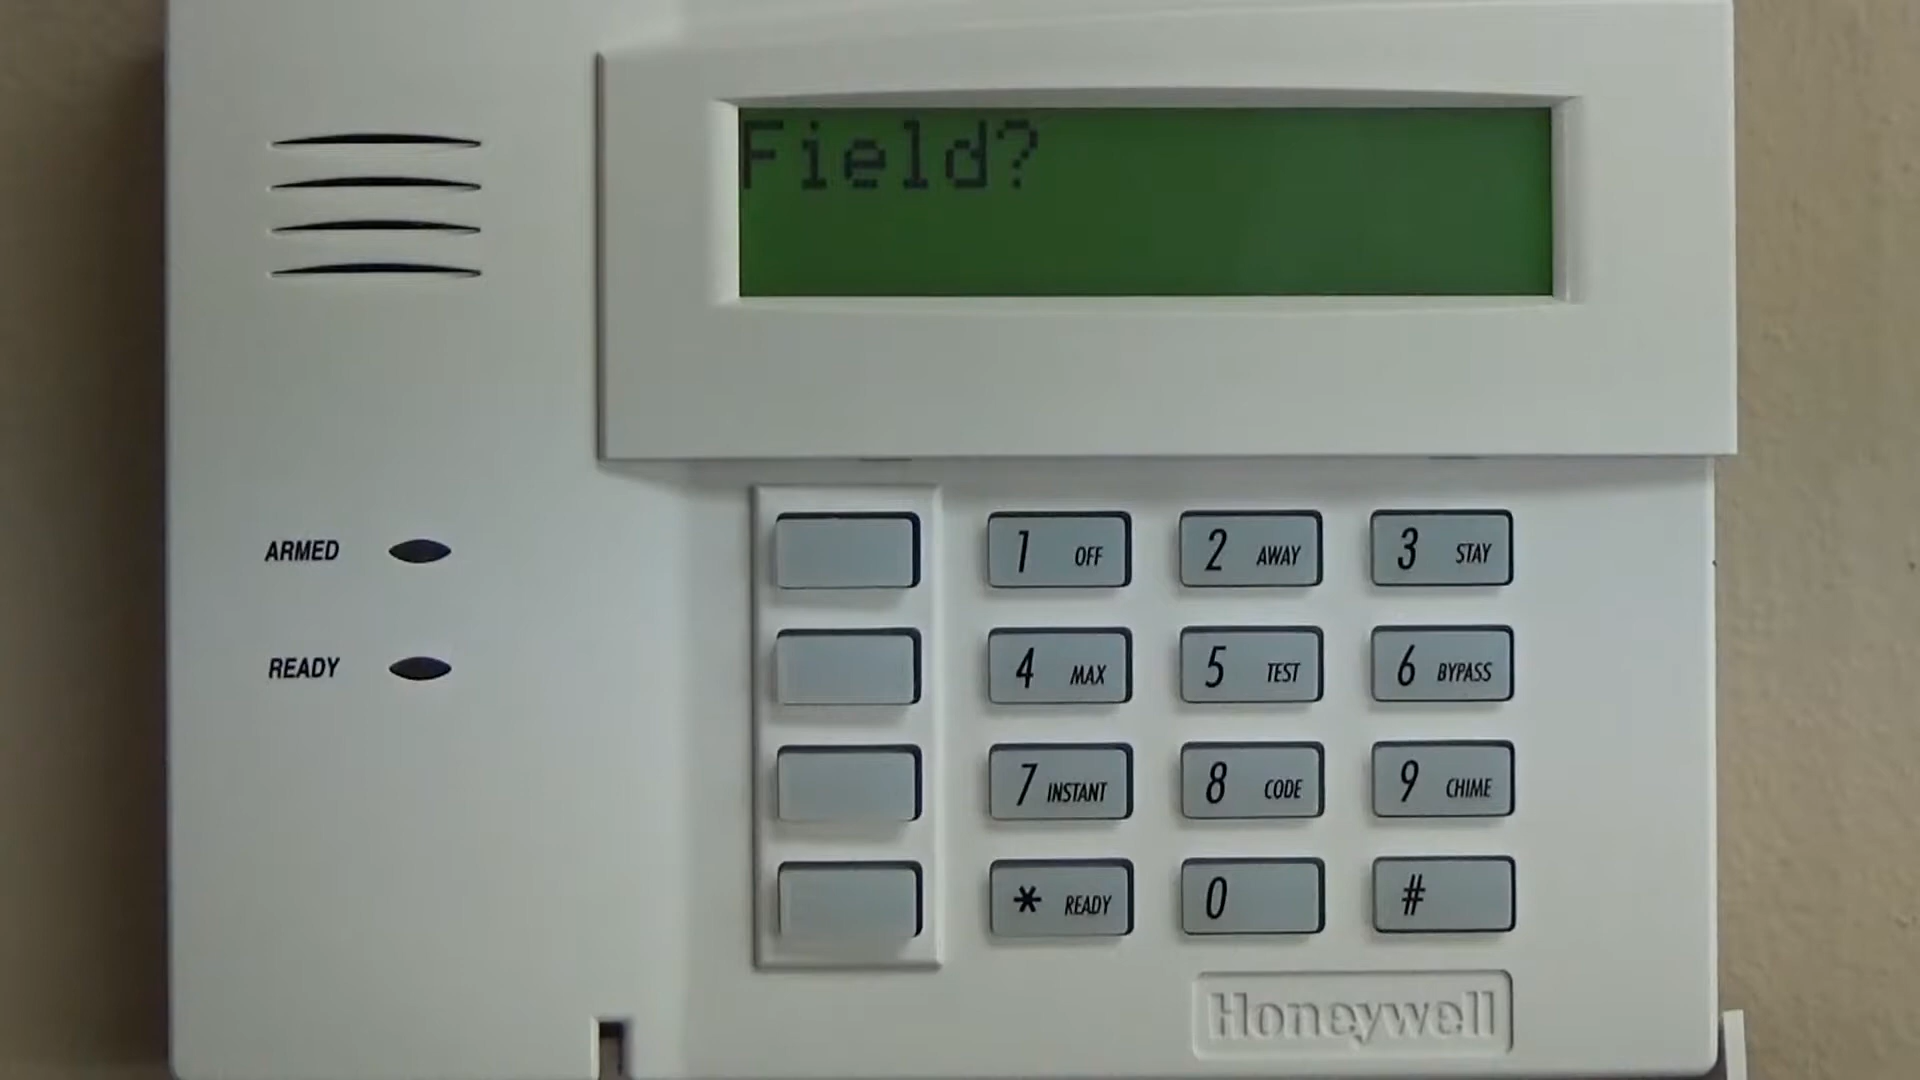 Field?
ARMED
READY
1 OFF
2 AWAY
3 STAY
4 MAX
5 TEST
6 BYPASS
7 INSTANT
8 CODE
9 CHIME
* READY
0
#
Honeywell